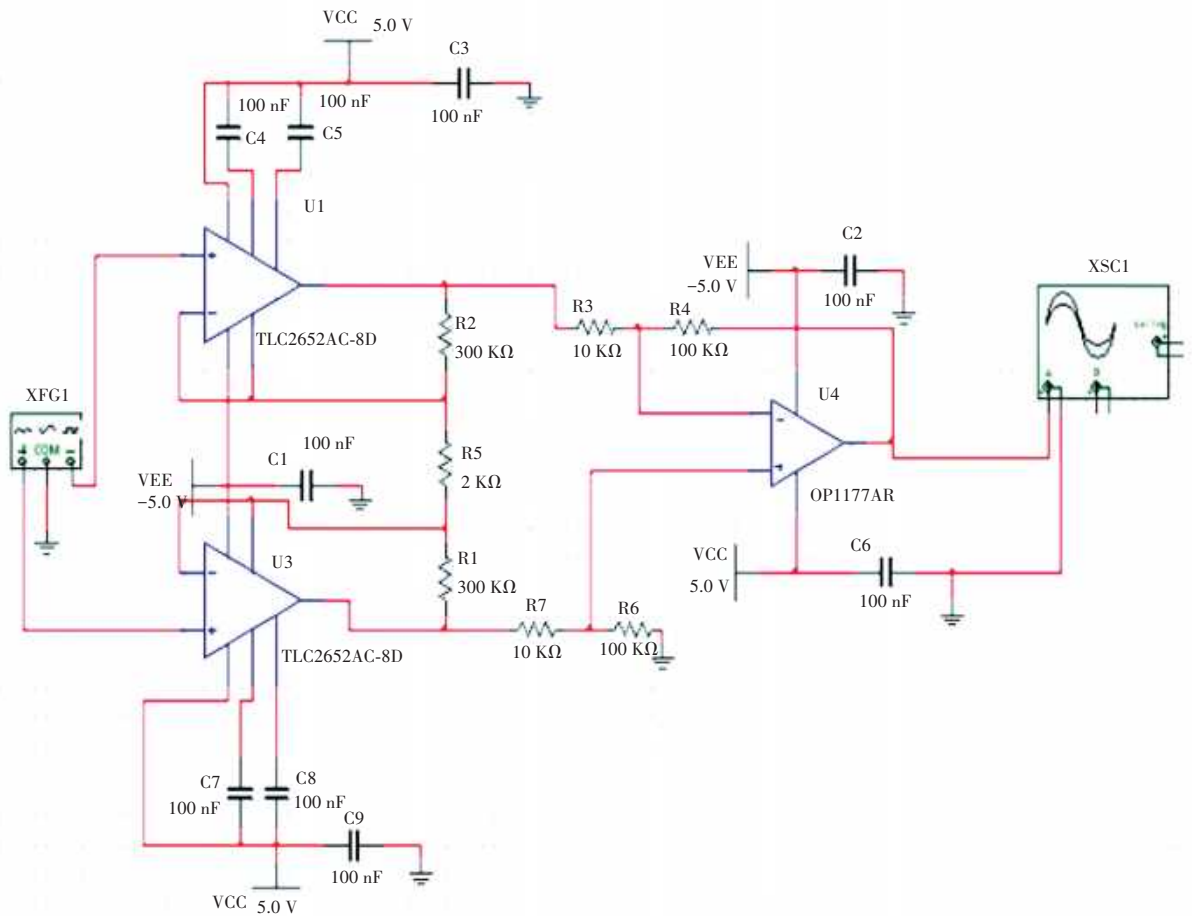 VCC
5.0 V
C3
100 nF
100 nF
100 nF
C4
C5
U1
TLC2652AC-8D
R2
300 KΩ
R3
10 KΩ
R4
100 KΩ
VEE
−5.0 V
C2
100 nF
XSC1
A
B
U4
OP1177AR
XFG1
COM
100 nF
C1
VEE
−5.0 V
R5
2 KΩ
U3
R1
300 KΩ
TLC2652AC-8D
R7
10 KΩ
R6
100 KΩ
VCC
5.0 V
C6
100 nF
C7
100 nF
C8
100 nF
C9
100 nF
VCC
5.0 V